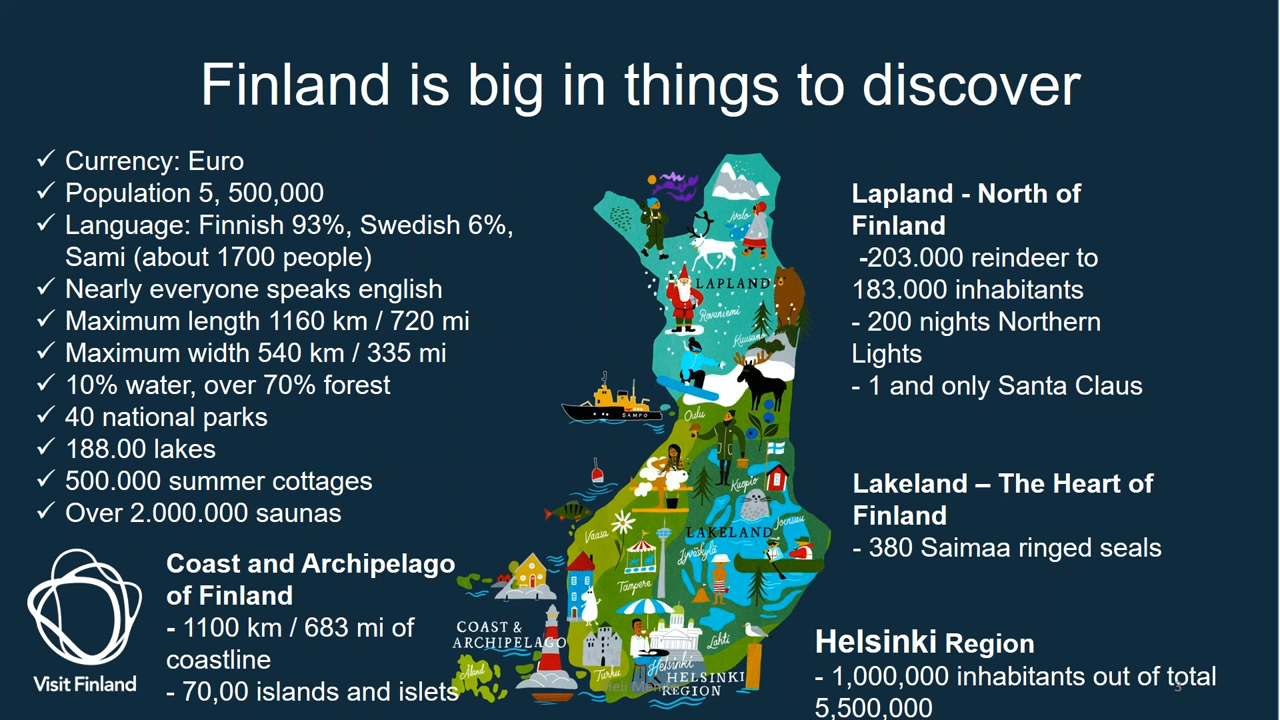 Finland is big in things to discover
✓ Currency: Euro
✓ Population 5, 500,000
✓ Language: Finnish 93%, Swedish 6%,
Sami (about 1700 people)
✓ Nearly everyone speaks english
✓ Maximum length 1160 km / 720 mi
✓ Maximum width 540 km / 335 mi
✓ 10% water, over 70% forest
✓ 40 national parks
✓ 188.00 lakes
✓ 500.000 summer cottages
✓ Over 2.000.000 saunas
Coast and Archipelago
of Finland
- 1100 km / 683 mi of
coastline
- 70,00 islands and islets
Visit Finland
Ivalo
LAPLAND
Rovaniemi
Kuusamo
SAMPO
Oulu
Kuopio
Vaasa
LAKELAND
Joensuu
Jyväskylä
Tampere
COAST &
ARCHIPELAGO
Lahti
Åland
Turku
Helsinki
HELSINKI
REGION
Lapland - North of
Finland
-203.000 reindeer to
183.000 inhabitants
- 200 nights Northern
Lights
- 1 and only Santa Claus
Lakeland – The Heart of
Finland
- 380 Saimaa ringed seals
Helsinki Region
- 1,000,000 inhabitants out of total
5,500,000
3